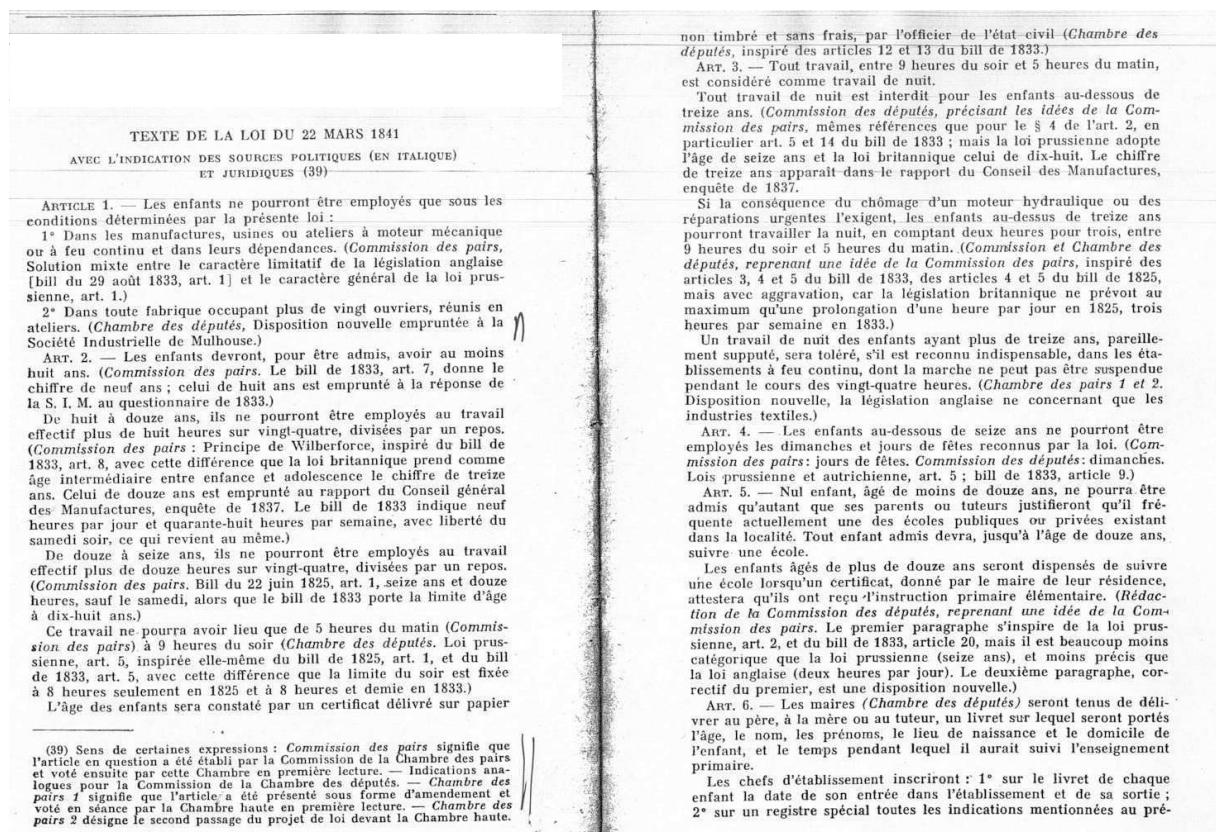 TEXTE DE LA LOI DU 22 MARS 1841
AVEC L'INDICATION DES SOURCES POLITIQUES (EN ITALIQUE)
ET JURIDIQUES (39)
ARTICLE 1. — Les enfants ne pourront être employés que sous les
conditions déterminées par la présente loi :
1° Dans les manufactures, usines ou ateliers à moteur mécanique
ou à feu continu et dans leurs dépendances. (Commission des pairs,
Solution mixte entre le caractère limitatif de la législation anglaise
[bill du 29 août 1833, art. 1] et le caractère général de la loi prus-
sienne, art. 1.)
2° Dans toute fabrique occupant plus de vingt ouvriers, réunis en
ateliers. (Chambre des députés, Disposition nouvelle empruntée à la
Société Industrielle de Mulhouse.)
ART. 2. — Les enfants devront, pour être admis, avoir au moins
huit ans. (Commission des pairs. Le bill de 1833, art. 7, donne le
chiffre de neuf ans ; celui de huit ans est emprunté à la réponse de
la S. I. M. au questionnaire de 1833.)
De huit à douze ans, ils ne pourront être employés au travail
effectif plus de huit heures sur vingt-quatre, divisées par un repos.
(Commission des pairs : Principe de Wilberforce, inspiré du bill de
1833, art. 8, avec cette différence que la loi britannique prend comme
âge intermédiaire entre enfance et adolescence le chiffre de treize
ans. Celui de douze ans est emprunté au rapport du Conseil général
des Manufactures, enquête de 1837. Le bill de 1833 indique neuf
heures par jour et quarante-huit heures par semaine, avec liberté du
samedi soir, ce qui revient au même.)
De douze à seize ans, ils ne pourront être employés au travail
effectif plus de douze heures sur vingt-quatre, divisées par un repos.
(Commission des pairs. Bill du 22 juin 1825, art. 1, seize ans et douze
heures, sauf le samedi, alors que le bill de 1833 porte la limite d'âge
à dix-huit ans.)
Ce travail ne pourra avoir lieu que de 5 heures du matin (Commis-
sion des pairs) à 9 heures du soir (Chambre des députés. Loi prus-
sienne, art. 5, inspirée elle-même du bill de 1825, art. 1, et du bill
de 1833, art. 5, avec cette différence que la limite du soir est fixée
à 8 heures seulement en 1825 et à 8 heures et demie en 1833.)
L'âge des enfants sera constaté par un certificat délivré sur papier
(39) Sens de certaines expressions : Commission des pairs signifie que
l'article en question a été établi par la Commission de la Chambre des pairs
et voté ensuite par cette Chambre en première lecture. — Indications ana-
logues pour la Commission de la Chambre des députés. — Chambre des
pairs 1 signifie que l'article a été présenté sous forme d'amendement et
voté en séance par la Chambre haute en première lecture. — Chambre des
pairs 2 désigne le second passage du projet de loi devant la Chambre haute.
non timbré et sans frais, par l'officier de l'état civil (Chambre des
députés, inspiré des articles 12 et 13 du bill de 1833.)
ART. 3. — Tout travail, entre 9 heures du soir et 5 heures du matin,
est considéré comme travail de nuit.
Tout travail de nuit est interdit pour les enfants au-dessous de
treize ans. (Commission des députés, précisant les idées de la Com-
mission des pairs, mêmes références que pour le § 4 de l'art. 2, en
particulier art. 5 et 14 du bill de 1833 ; mais la loi prussienne adopte
l'âge de seize ans et la loi britannique celui de dix-huit. Le chiffre
de treize ans apparaît dans le rapport du Conseil des Manufactures,
enquête de 1837.
Si la conséquence du chômage d'un moteur hydraulique ou des
réparations urgentes l'exigent, les enfants au-dessus de treize ans
pourront travailler la nuit, en comptant deux heures pour trois, entre
9 heures du soir et 5 heures du matin. (Commission et Chambre des
députés, reprenant une idée de la Commission des pairs, inspiré des
articles 3, 4 et 5 du bill de 1833, des articles 4 et 5 du bill de 1825,
mais avec aggravation, car la législation britannique ne prévoit au
maximum qu'une prolongation d'une heure par jour en 1825, trois
heures par semaine en 1833.)
Un travail de nuit des enfants ayant plus de treize ans, pareille-
ment supputé, sera toléré, s'il est reconnu indispensable, dans les éta-
blissements à feu continu, dont la marche ne peut pas être suspendue
pendant le cours des vingt-quatre heures. (Chambre des pairs 1 et 2.
Disposition nouvelle, la législation anglaise ne concernant que les
industries textiles.)
ART. 4. — Les enfants au-dessous de seize ans ne pourront être
employés les dimanches et jours de fêtes reconnus par la loi. (Com-
mission des pairs : jours de fêtes. Commission des députés : dimanches.
Lois prussienne et autrichienne, art. 5 ; bill de 1833, article 9.)
ART. 5. — Nul enfant, âgé de moins de douze ans, ne pourra être
admis qu'autant que ses parents ou tuteurs justifieront qu'il fré-
quente actuellement une des écoles publiques ou privées existant
dans la localité. Tout enfant admis devra, jusqu'à l'âge de douze ans,
suivre une école.
Les enfants âgés de plus de douze ans seront dispensés de suivre
une école lorsqu'un certificat, donné par le maire de leur résidence,
attestera qu'ils ont reçu l'instruction primaire élémentaire. (Rédac-
tion de la Commission des députés, reprenant une idée de la Com-
mission des pairs. Le premier paragraphe s'inspire de la loi prus-
sienne, art. 2, et du bill de 1833, article 20, mais il est beaucoup moins
catégorique que la loi prussienne (seize ans), et moins précis que
la loi anglaise (deux heures par jour). Le deuxième paragraphe, cor-
rectif du premier, est une disposition nouvelle.)
ART. 6. — Les maires (Chambre des députés) seront tenus de déli-
vrer au père, à la mère ou au tuteur, un livret sur lequel seront portés
l'âge, le nom, les prénoms, le lieu de naissance et le domicile de
l'enfant, et le temps pendant lequel il aurait suivi l'enseignement
primaire.
Les chefs d'établissement inscriront : 1° sur le livret de chaque
enfant la date de son entrée dans l'établissement et de sa sortie ;
2° sur un registre spécial toutes les indications mentionnées au pré-